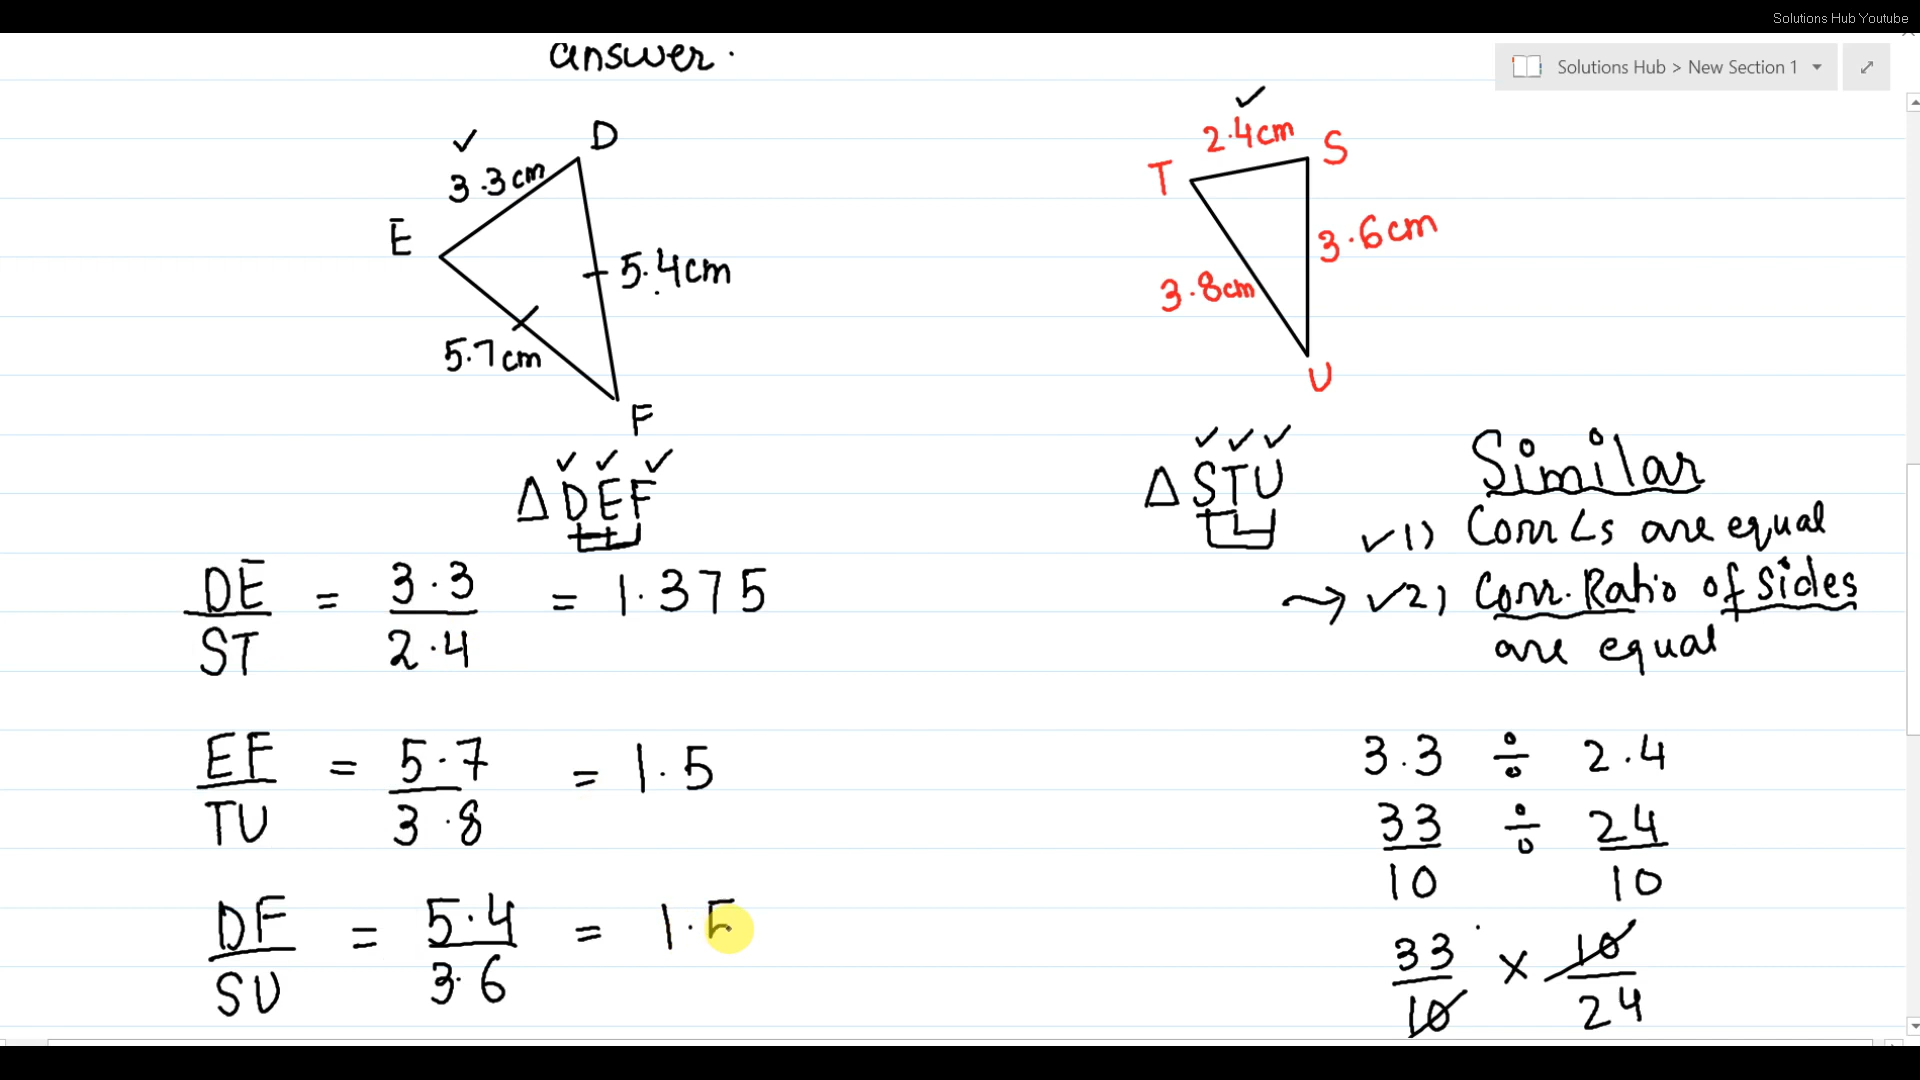 Solutions Hub Youtube
answer.
Solutions Hub > New Section 1
D
3.3cm
E
5.4cm
5.7cm
F
2.4cm
S
T
3.6cm
3.8cm
U
Δ DEF
Δ STU
Similar
1) Corr ∠s are equal
2) Corr. Ratio of sides
are equal
DE/ST = 3.3/2.4 = 1.375
EF/TU = 5.7/3.8 = 1.5
DF/SU = 5.4/3.6 = 1.5
3.3 ÷ 2.4
33/10 ÷ 24/10
33/10 × 10/24